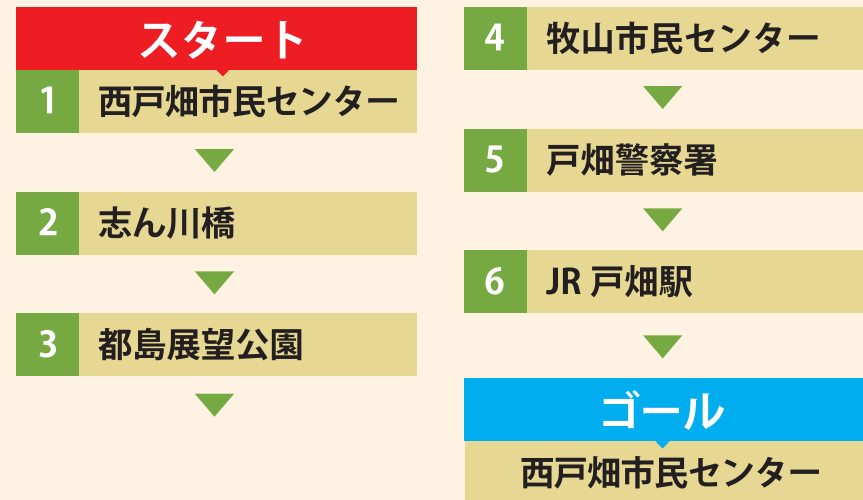 スタート
1 西戸畑市民センター
2 志ん川橋
3 都島展望公園
4 牧山市民センター
5 戸畑警察署
6 JR 戸畑駅
ゴール
西戸畑市民センター